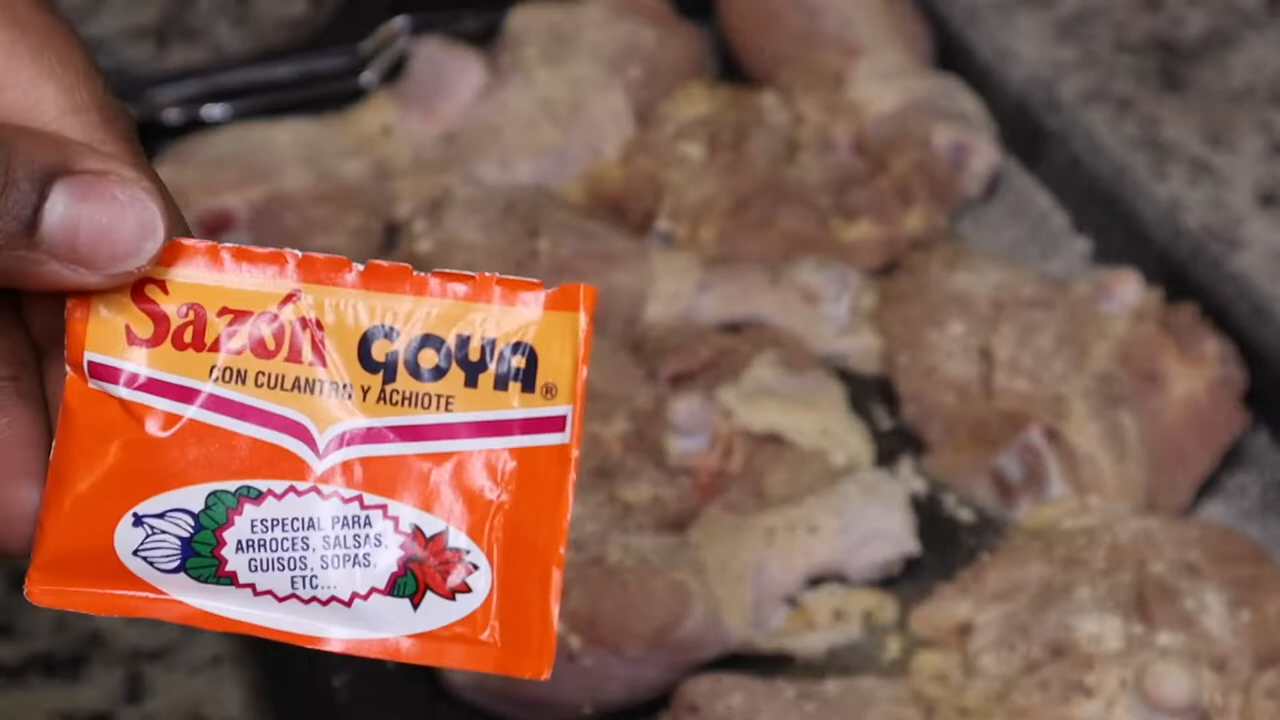 Sazón GOYA®
CON CULANTRO Y ACHIOTE
ESPECIAL PARA
ARROCES, SALSAS,
GUISOS, SOPAS,
ETC...